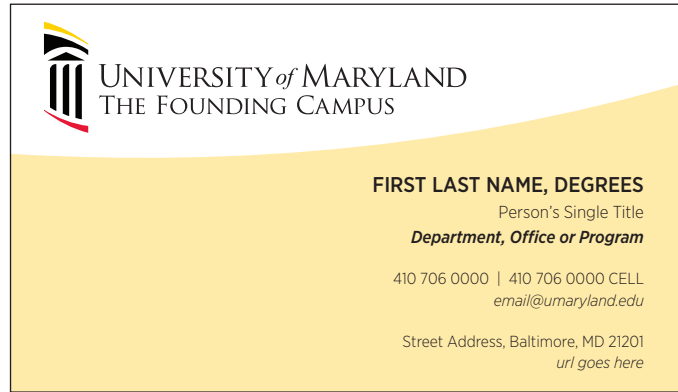 UNIVERSITY of MARYLAND
THE FOUNDING CAMPUS
FIRST LAST NAME, DEGREES
Person's Single Title
Department, Office or Program
410 706 0000 | 410 706 0000 CELL
email@umaryland.edu
Street Address, Baltimore, MD 21201
url goes here